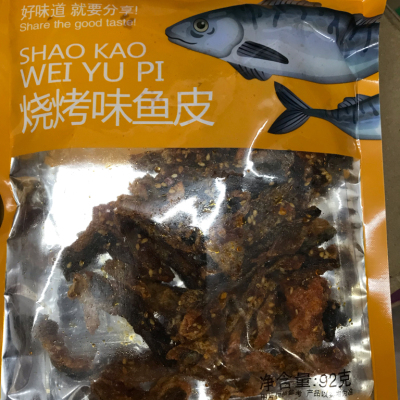 好味道 就要分享!
Share the good taste!
SHAO KAO
WEI YU PI
烧烤味鱼皮
净含量:92克